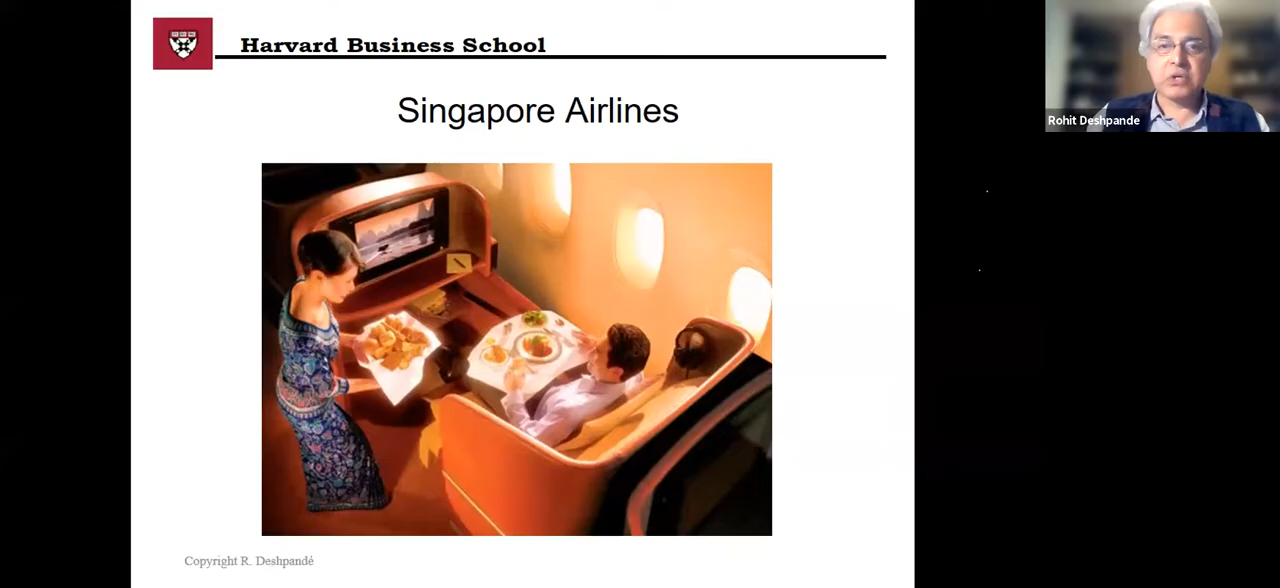 Harvard Business School
Singapore Airlines
Copyright R. Deshpandé
Rohit Deshpande